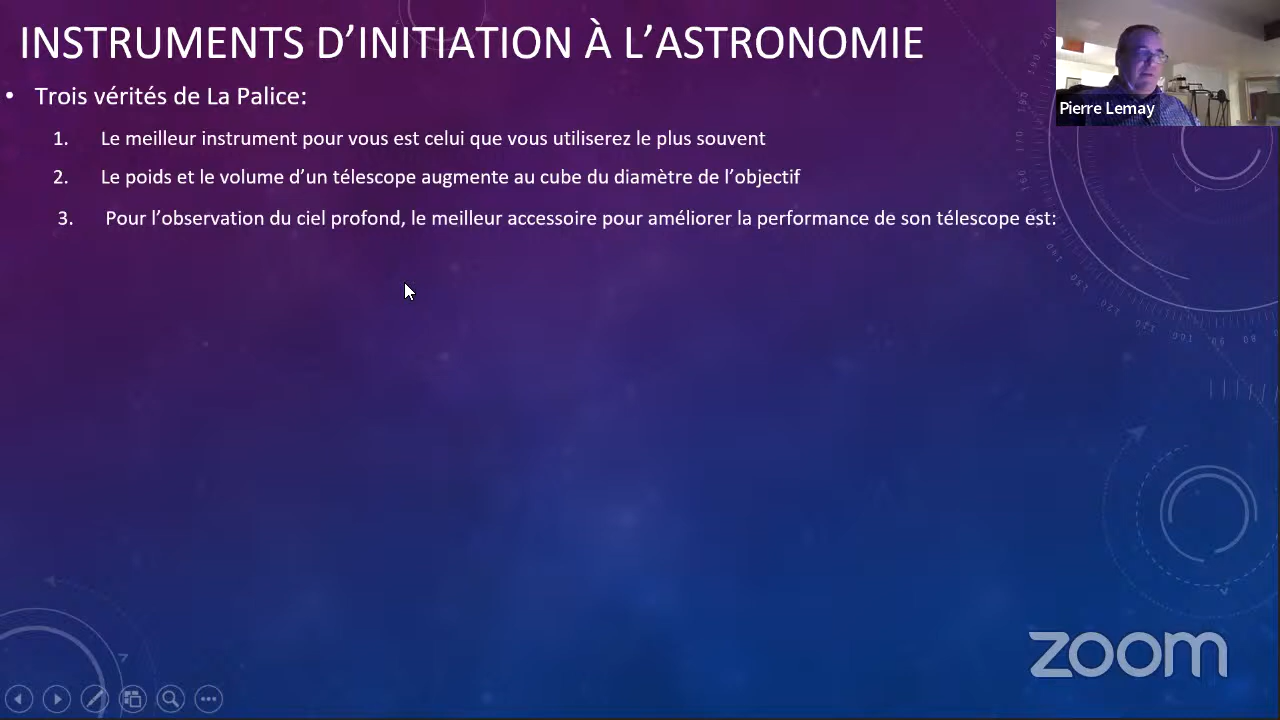 INSTRUMENTS D’INITIATION À L’ASTRONOMIE
• Trois vérités de La Palice:
1. Le meilleur instrument pour vous est celui que vous utiliserez le plus souvent
2. Le poids et le volume d’un télescope augmente au cube du diamètre de l’objectif
3. Pour l’observation du ciel profond, le meilleur accessoire pour améliorer la performance de son télescope est:
Pierre Lemay
zoom